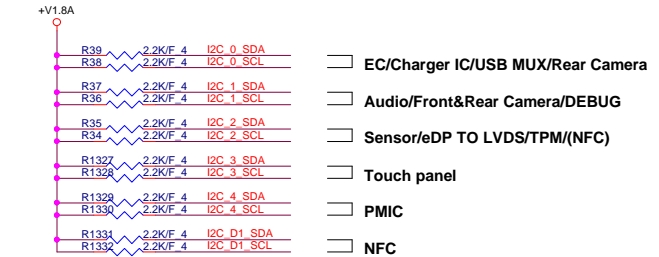 +V1.8A
R39 2.2K/F_4 I2C_0_SDA
R38 2.2K/F_4 I2C_0_SCL
EC/Charger IC/USB MUX/Rear Camera
R37 2.2K/F_4 I2C_1_SDA
R36 2.2K/F_4 I2C_1_SCL
Audio/Front&Rear Camera/DEBUG
R35 2.2K/F_4 I2C_2_SDA
R34 2.2K/F_4 I2C_2_SCL
Sensor/eDP TO LVDS/TPM/(NFC)
R1327 2.2K/F_4 I2C_3_SDA
R1328 2.2K/F_4 I2C_3_SCL
Touch panel
R1329 2.2K/F_4 I2C_4_SDA
R1330 2.2K/F_4 I2C_4_SCL
PMIC
R1331 2.2K/F_4 I2C_D1_SDA
R1332 2.2K/F_4 I2C_D1_SCL
NFC